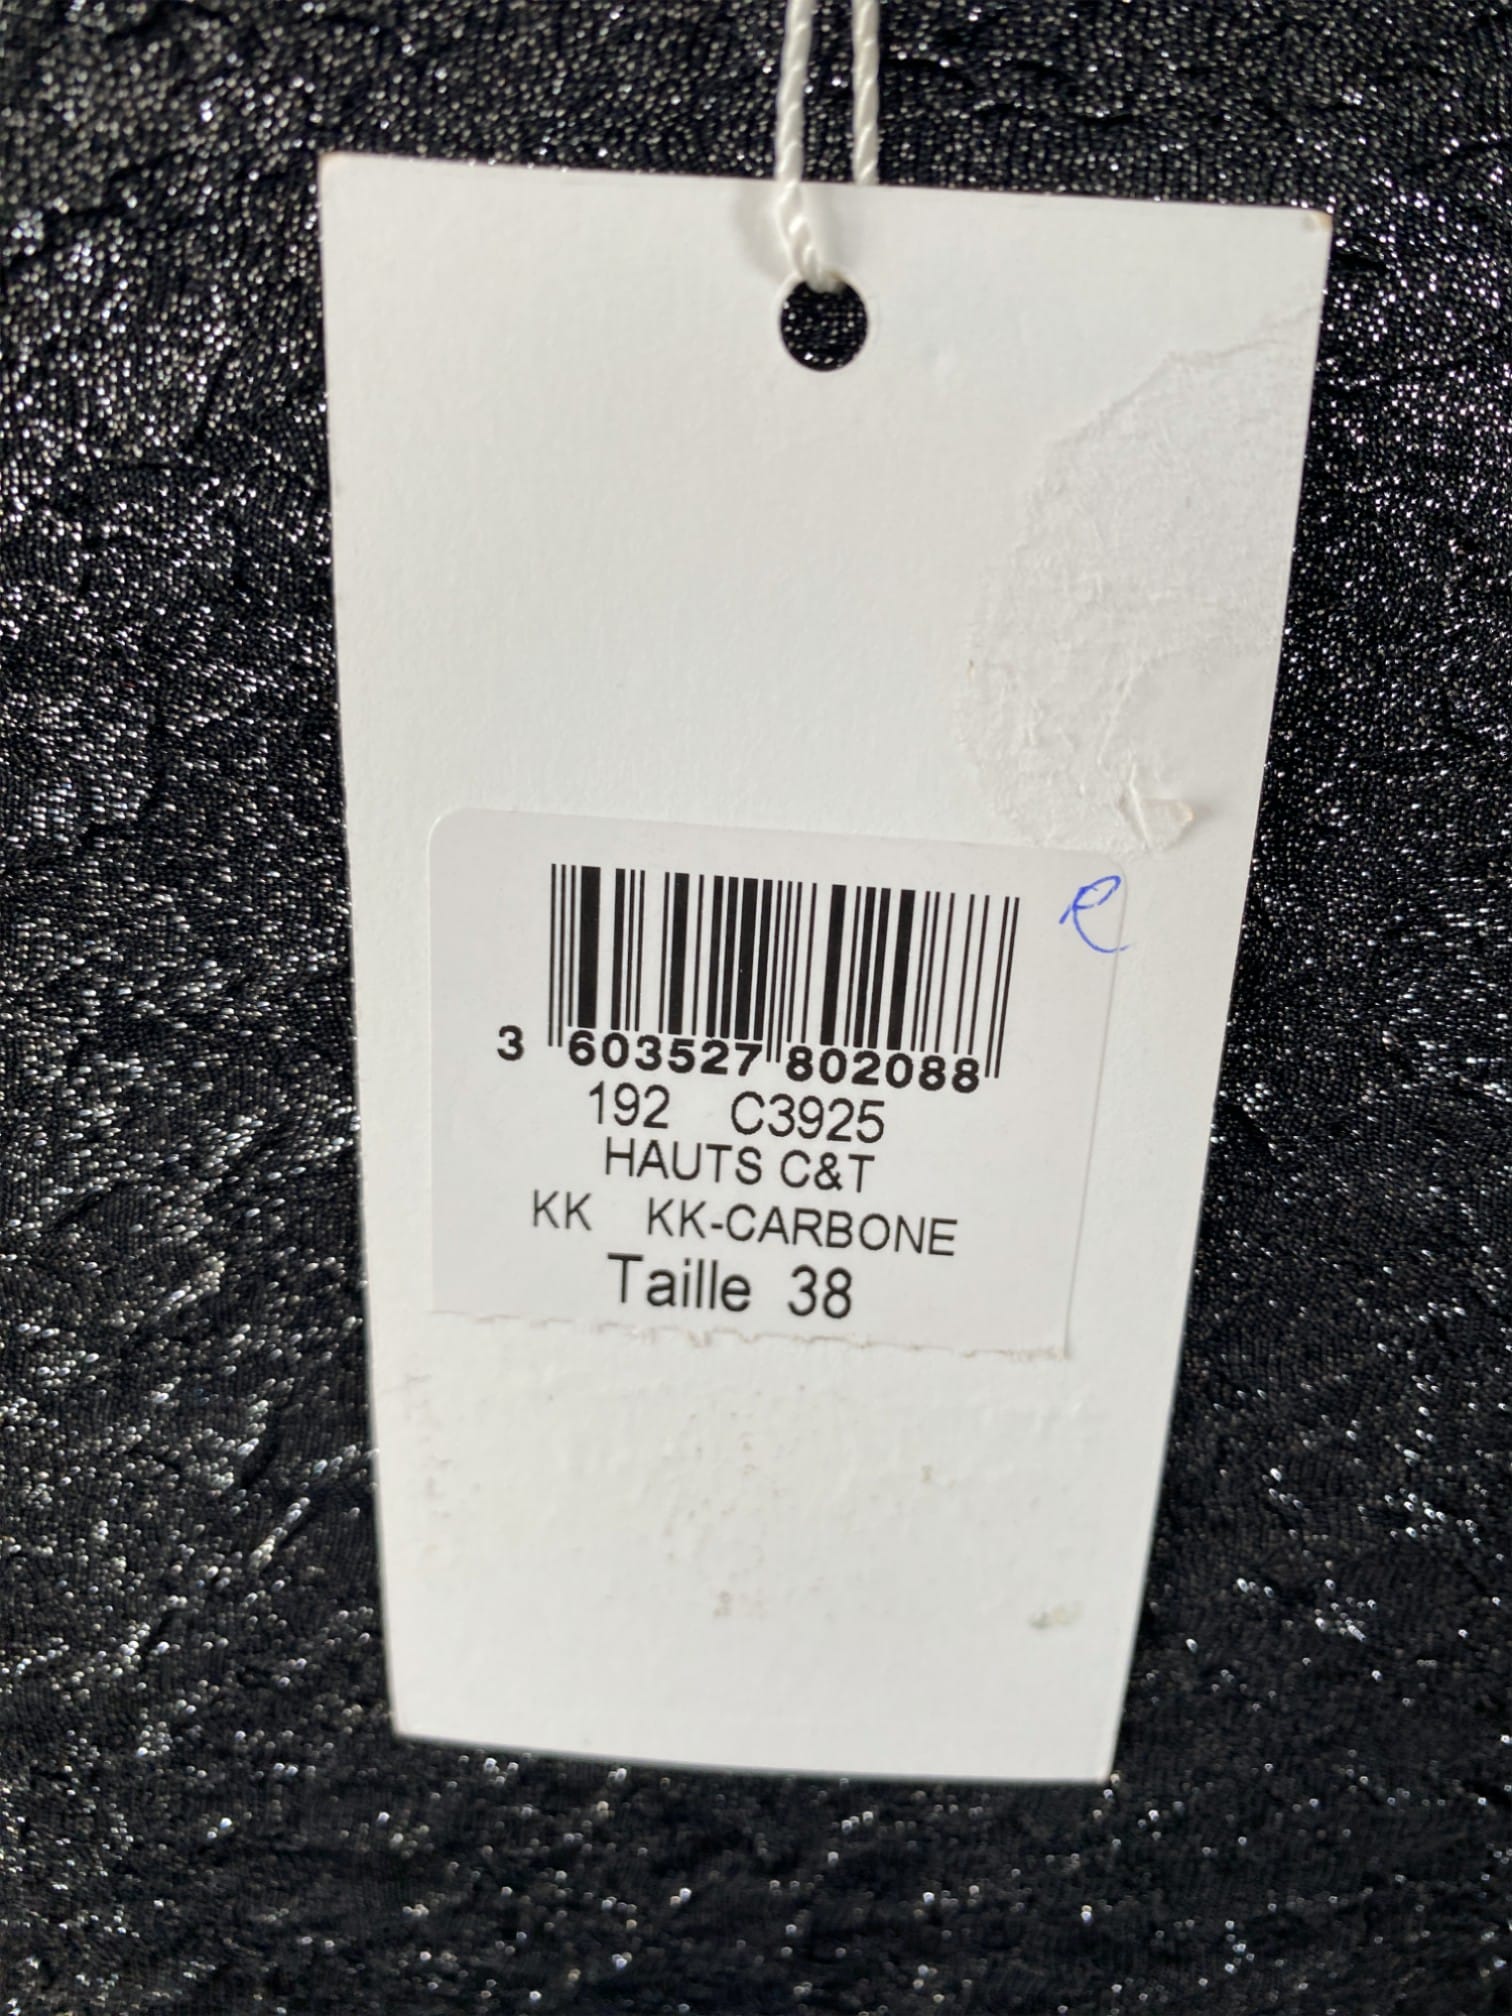 3 603527 802088
192 C3925
HAUTS C&T
KK KK-CARBONE
Taille 38